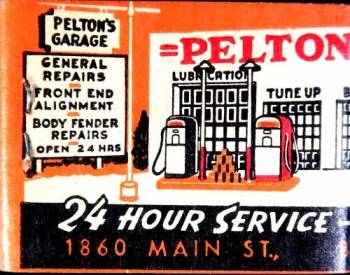 PELTON'S
GARAGE
GENERAL
REPAIRS
FRONT END
ALIGNMENT
BODY FENDER
REPAIRS
OPEN 24 HRS
=PELTON
LUBRICATION
TUNE UP
B
24 HOUR SERVICE -
1860 MAIN ST.,